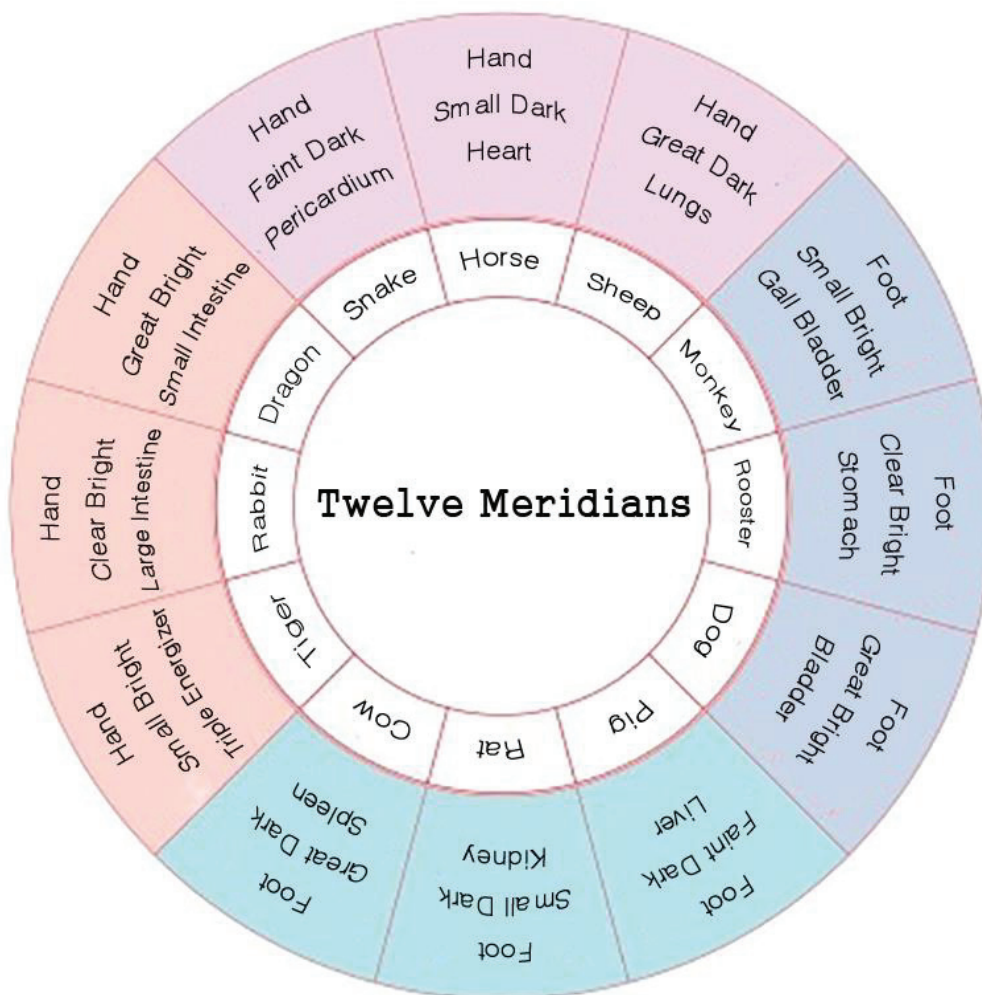 Hand
Small Dark
Heart
Hand
Great Dark
Lungs
Foot
Small Bright
Gall Bladder
Foot
Clear Bright
Stomach
Foot
Great Bright
Bladder
Foot
Faint Dark
Liver
Foot
Small Dark
Kidney
Foot
Great Dark
Spleen
Hand
Small Bright
Triple Energizer
Hand
Clear Bright
Large Intestine
Hand
Great Bright
Small Intestine
Hand
Faint Dark
Pericardium
Horse
Sheep
Monkey
Rooster
Dog
Pig
Rat
Cow
Tiger
Rabbit
Dragon
Snake
Twelve Meridians